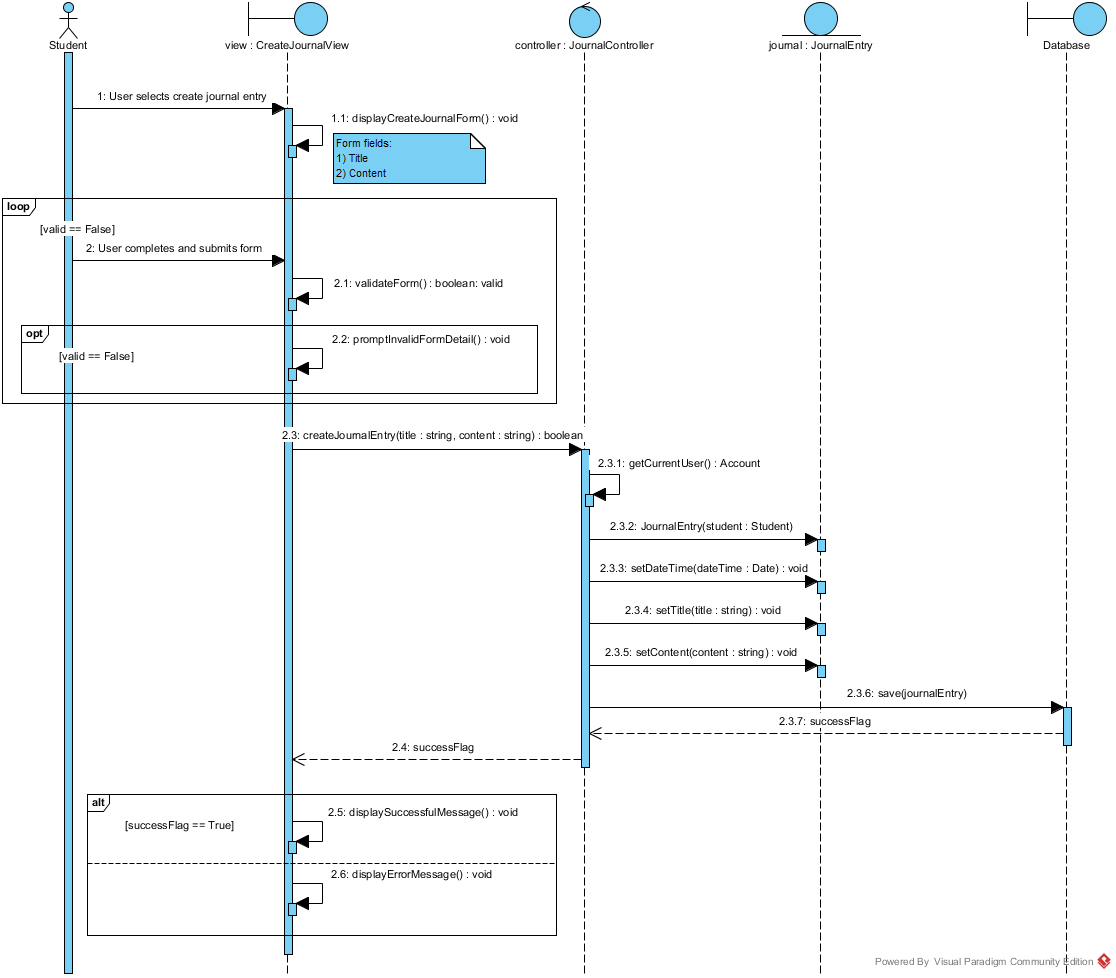 Student
view : CreateJournalView
controller : JournalController
journal : JournalEntry
Database
1: User selects create journal entry
1.1: displayCreateJournalForm() : void
Form fields:
1) Title
2) Content
loop
[valid == False]
2: User completes and submits form
2.1: validateForm() : boolean: valid
opt
2.2: promptInvalidFormDetail() : void
[valid == False]
2.3: createJournalEntry(title : string, content : string) : boolean
2.3.1: getCurrentUser() : Account
2.3.2: JournalEntry(student : Student)
2.3.3: setDateTime(dateTime : Date) : void
2.3.4: setTitle(title : string) : void
2.3.5: setContent(content : string) : void
2.3.6: save(journalEntry)
2.3.7: successFlag
2.4: successFlag
alt
2.5: displaySuccessfulMessage() : void
[successFlag == True]
2.6: displayErrorMessage() : void
Powered By Visual Paradigm Community Edition